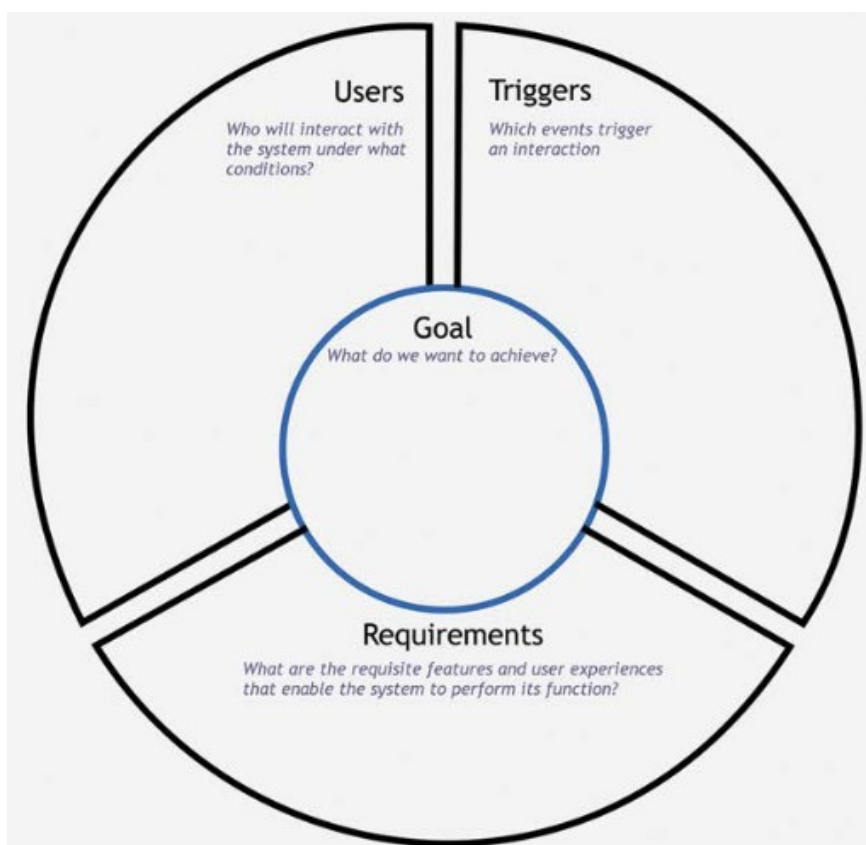 Users
Who will interact with
the system under what
conditions?
Triggers
Which events trigger
an interaction
Goal
What do we want to achieve?
Requirements
What are the requisite features and user experiences
that enable the system to perform its function?